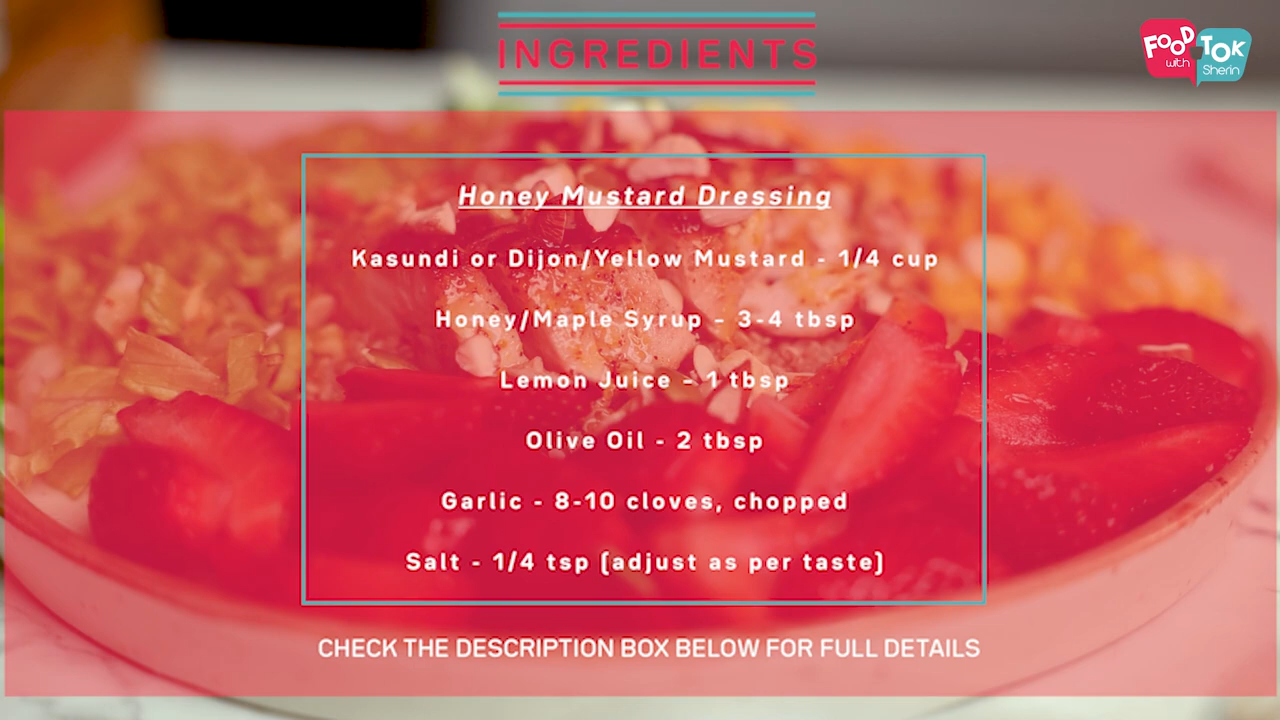 INGREDIENTS
FOOD TOK
with Sherin
Honey Mustard Dressing
Kasundi or Dijon/Yellow Mustard - 1/4 cup
Honey/Maple Syrup - 3-4 tbsp
Lemon Juice - 1 tbsp
Olive Oil - 2 tbsp
Garlic - 8-10 cloves, chopped
Salt - 1/4 tsp (adjust as per taste)
CHECK THE DESCRIPTION BOX BELOW FOR FULL DETAILS